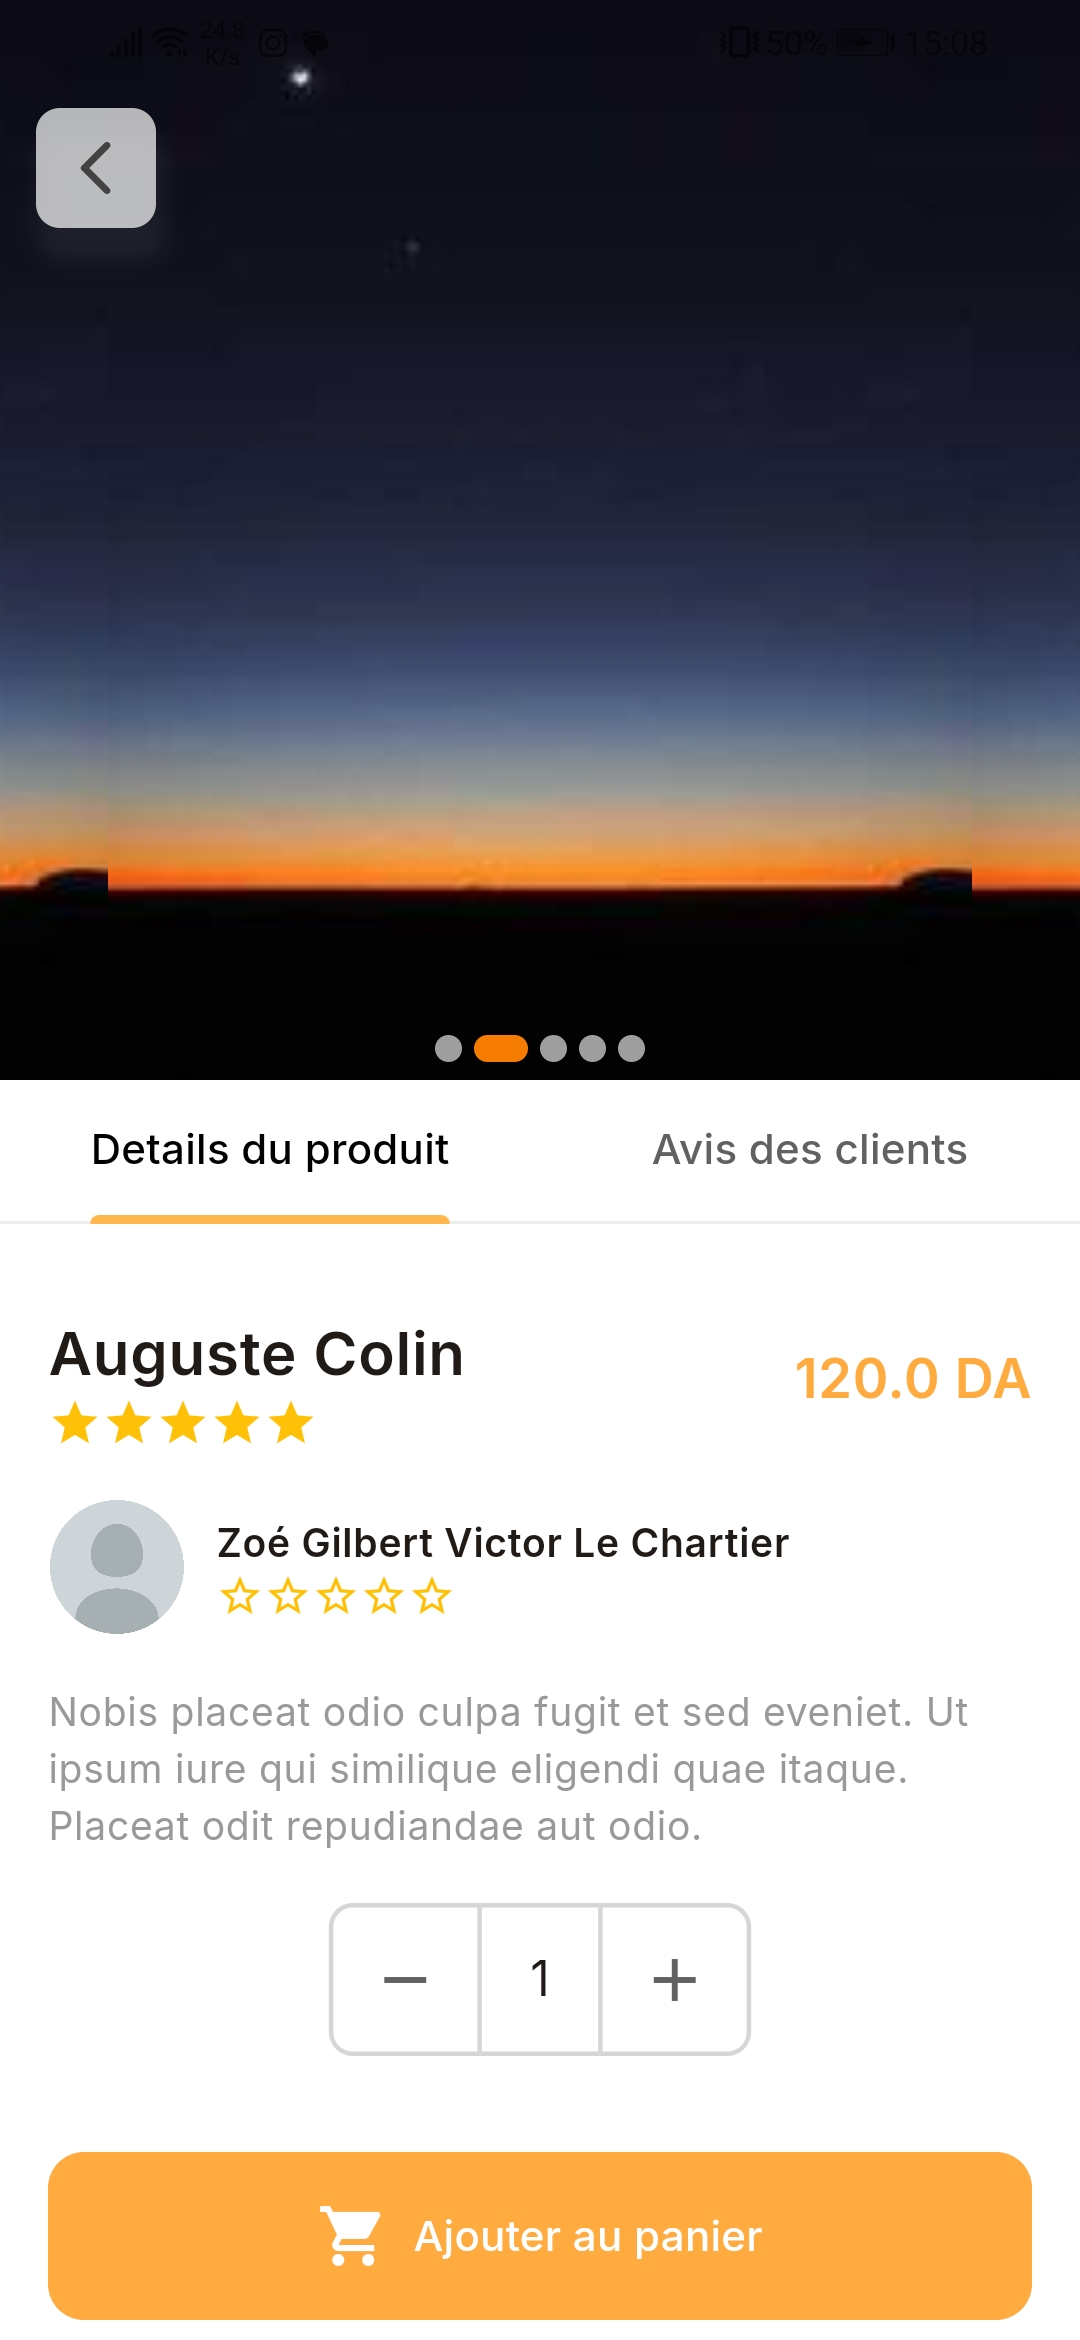 24.8
K/s
50%
15:08
Details du produit
Avis des clients
Auguste Colin
120.0 DA
Zoé Gilbert Victor Le Chartier
Nobis placeat odio culpa fugit et sed eveniet. Ut
ipsum iure qui similique eligendi quae itaque.
Placeat odit repudiandae aut odio.
1
Ajouter au panier